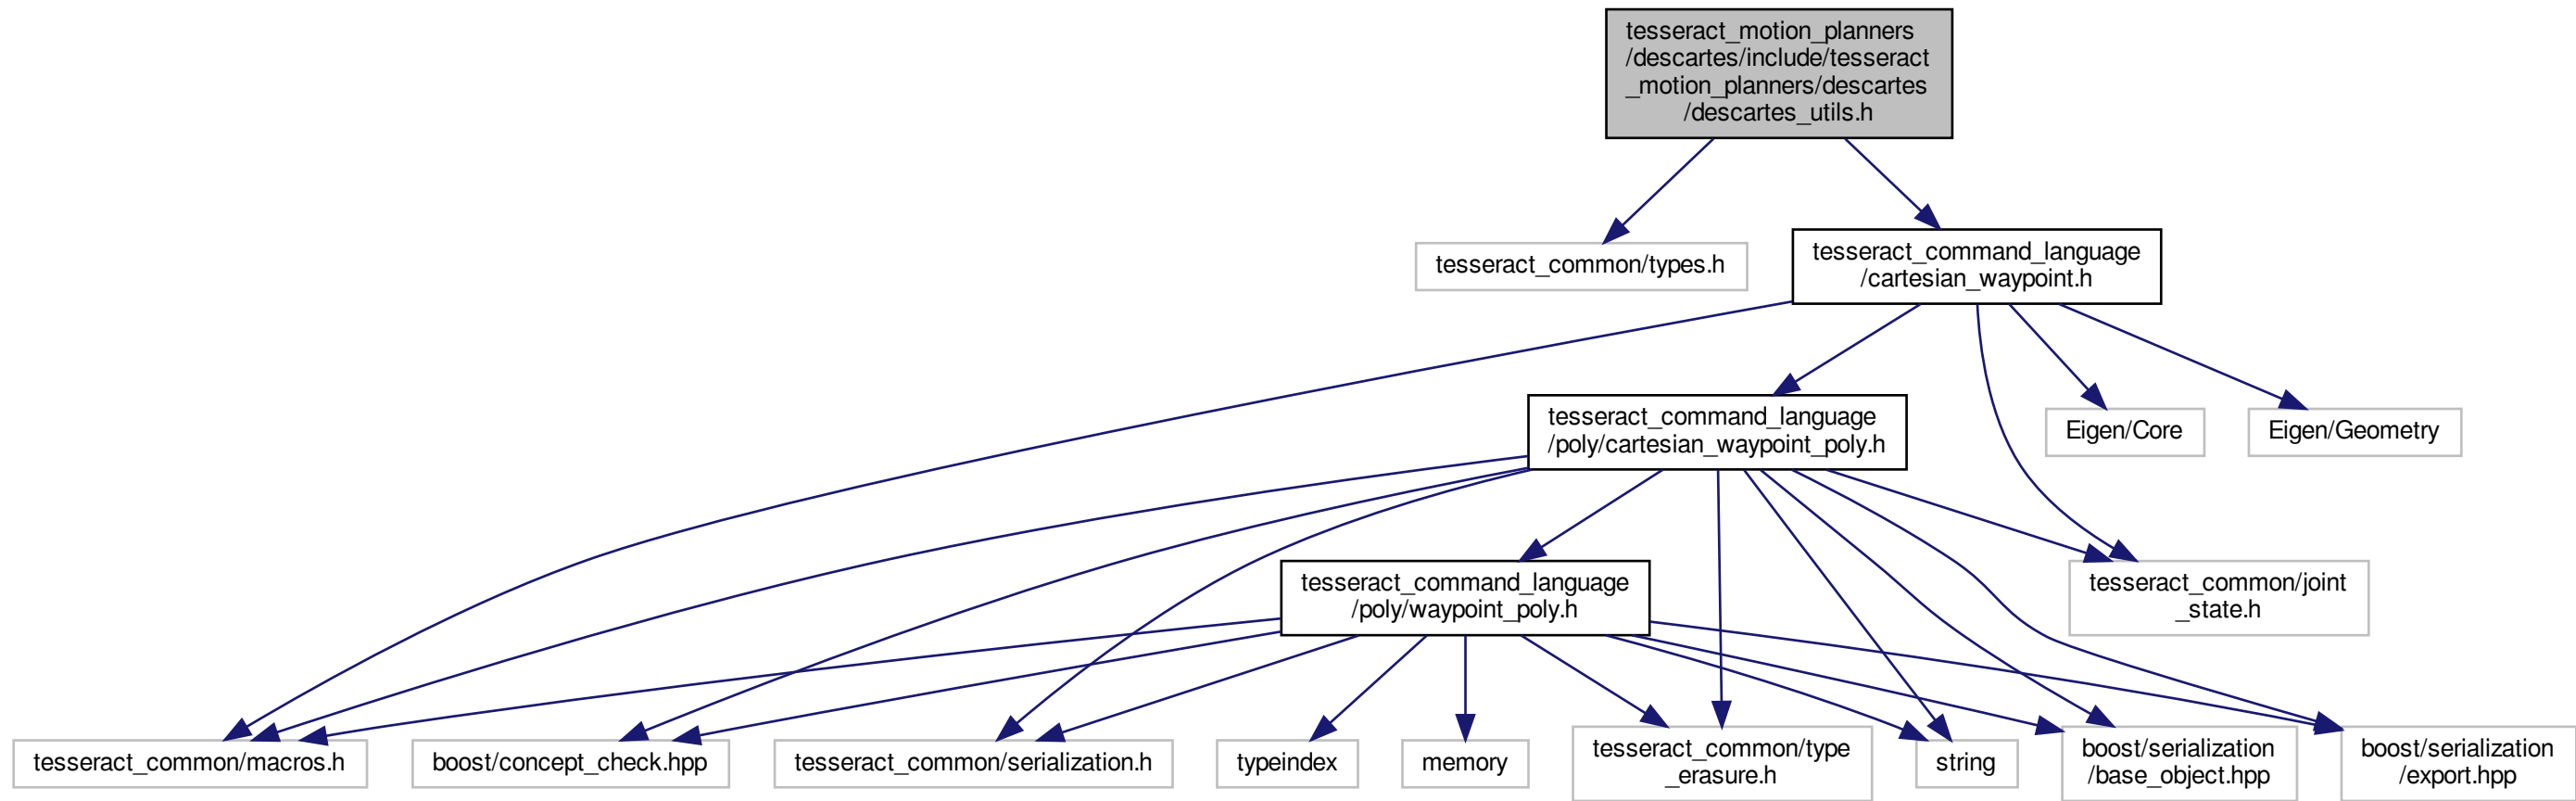 tesseract_motion_planners
/descartes/include/tesseract
_motion_planners/descartes
/descartes_utils.h
tesseract_common/types.h
tesseract_command_language
/cartesian_waypoint.h
tesseract_command_language
/poly/cartesian_waypoint_poly.h
Eigen/Core
Eigen/Geometry
tesseract_command_language
/poly/waypoint_poly.h
tesseract_common/joint
_state.h
tesseract_common/macros.h
boost/concept_check.hpp
tesseract_common/serialization.h
typeindex
memory
tesseract_common/type
_erasure.h
string
boost/serialization
/base_object.hpp
boost/serialization
/export.hpp